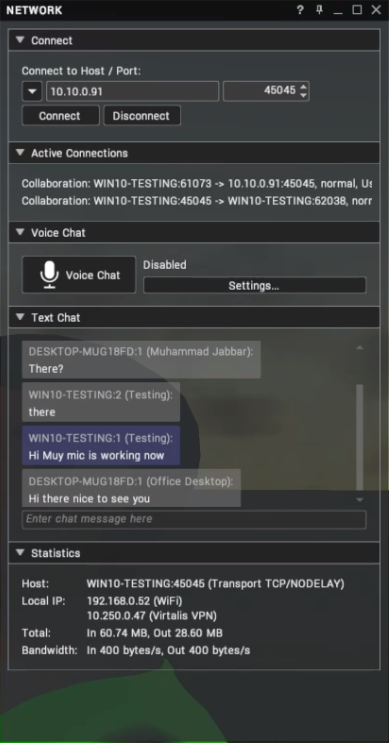 NETWORK
Connect
Connect to Host / Port:
10.10.0.91 45045
Connect Disconnect
Active Connections
Collaboration: WIN10-TESTING:61073 -> 10.10.0.91:45045, normal, Us
Collaboration: WIN10-TESTING:45045 -> WIN10-TESTING:62038, norr
Voice Chat
Voice Chat
Disabled
Settings...
Text Chat
DESKTOP-MUG18FD:1 (Muhammad Jabbar):
There?
WIN10-TESTING:2 (Testing):
there
WIN10-TESTING:1 (Testing):
Hi Muy mic is working now
DESKTOP-MUG18FD:1 (Office Desktop):
Hi there nice to see you
Enter chat message here
Statistics
Host: WIN10-TESTING:45045 (Transport TCP/NODELAY)
Local IP: 192.168.0.52 (WiFi)
10.250.0.47 (Virtalis VPN)
Total: In 60.74 MB, Out 28.60 MB
Bandwidth: In 400 bytes/s, Out 400 bytes/s